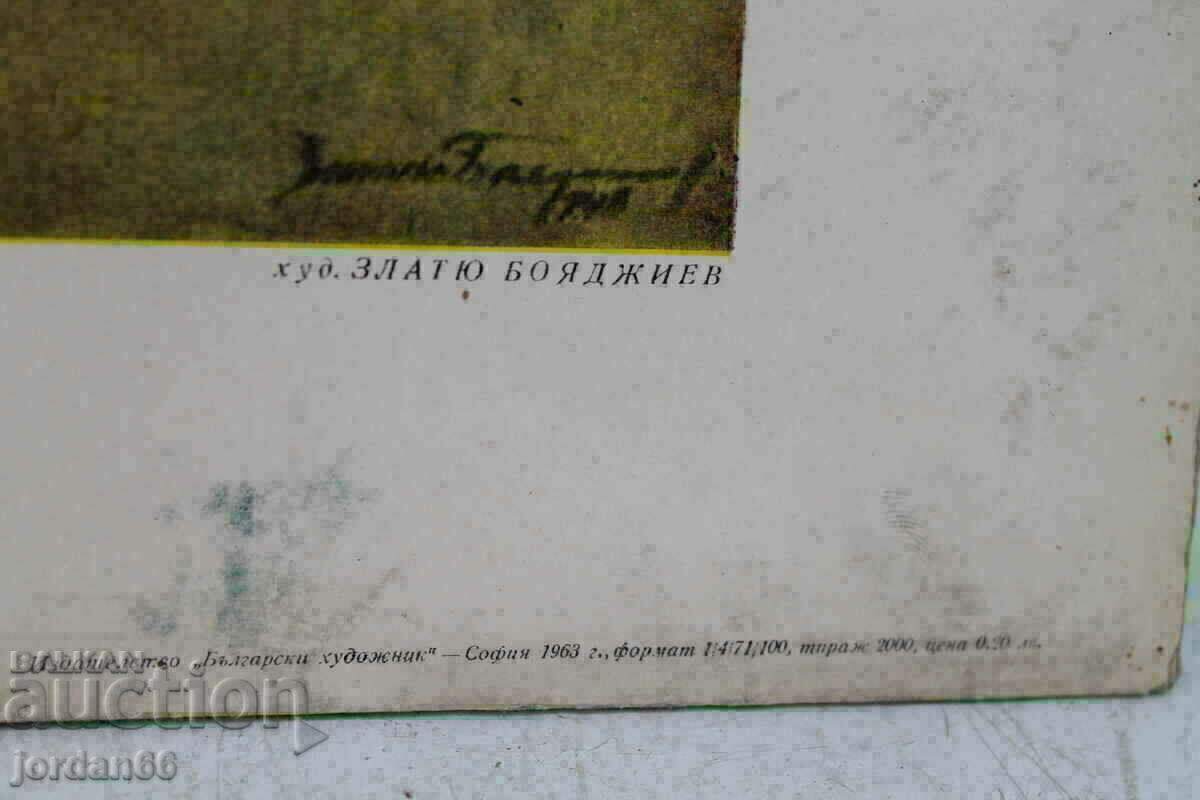 худ. ЗЛАТЮ БОЯДЖИЕВ
Издателство „Български художник“ — София 1963 г., формат 1/4/71/100, тираж 2000, цена 0.20 лв.
BALKAN
auction
jordan66